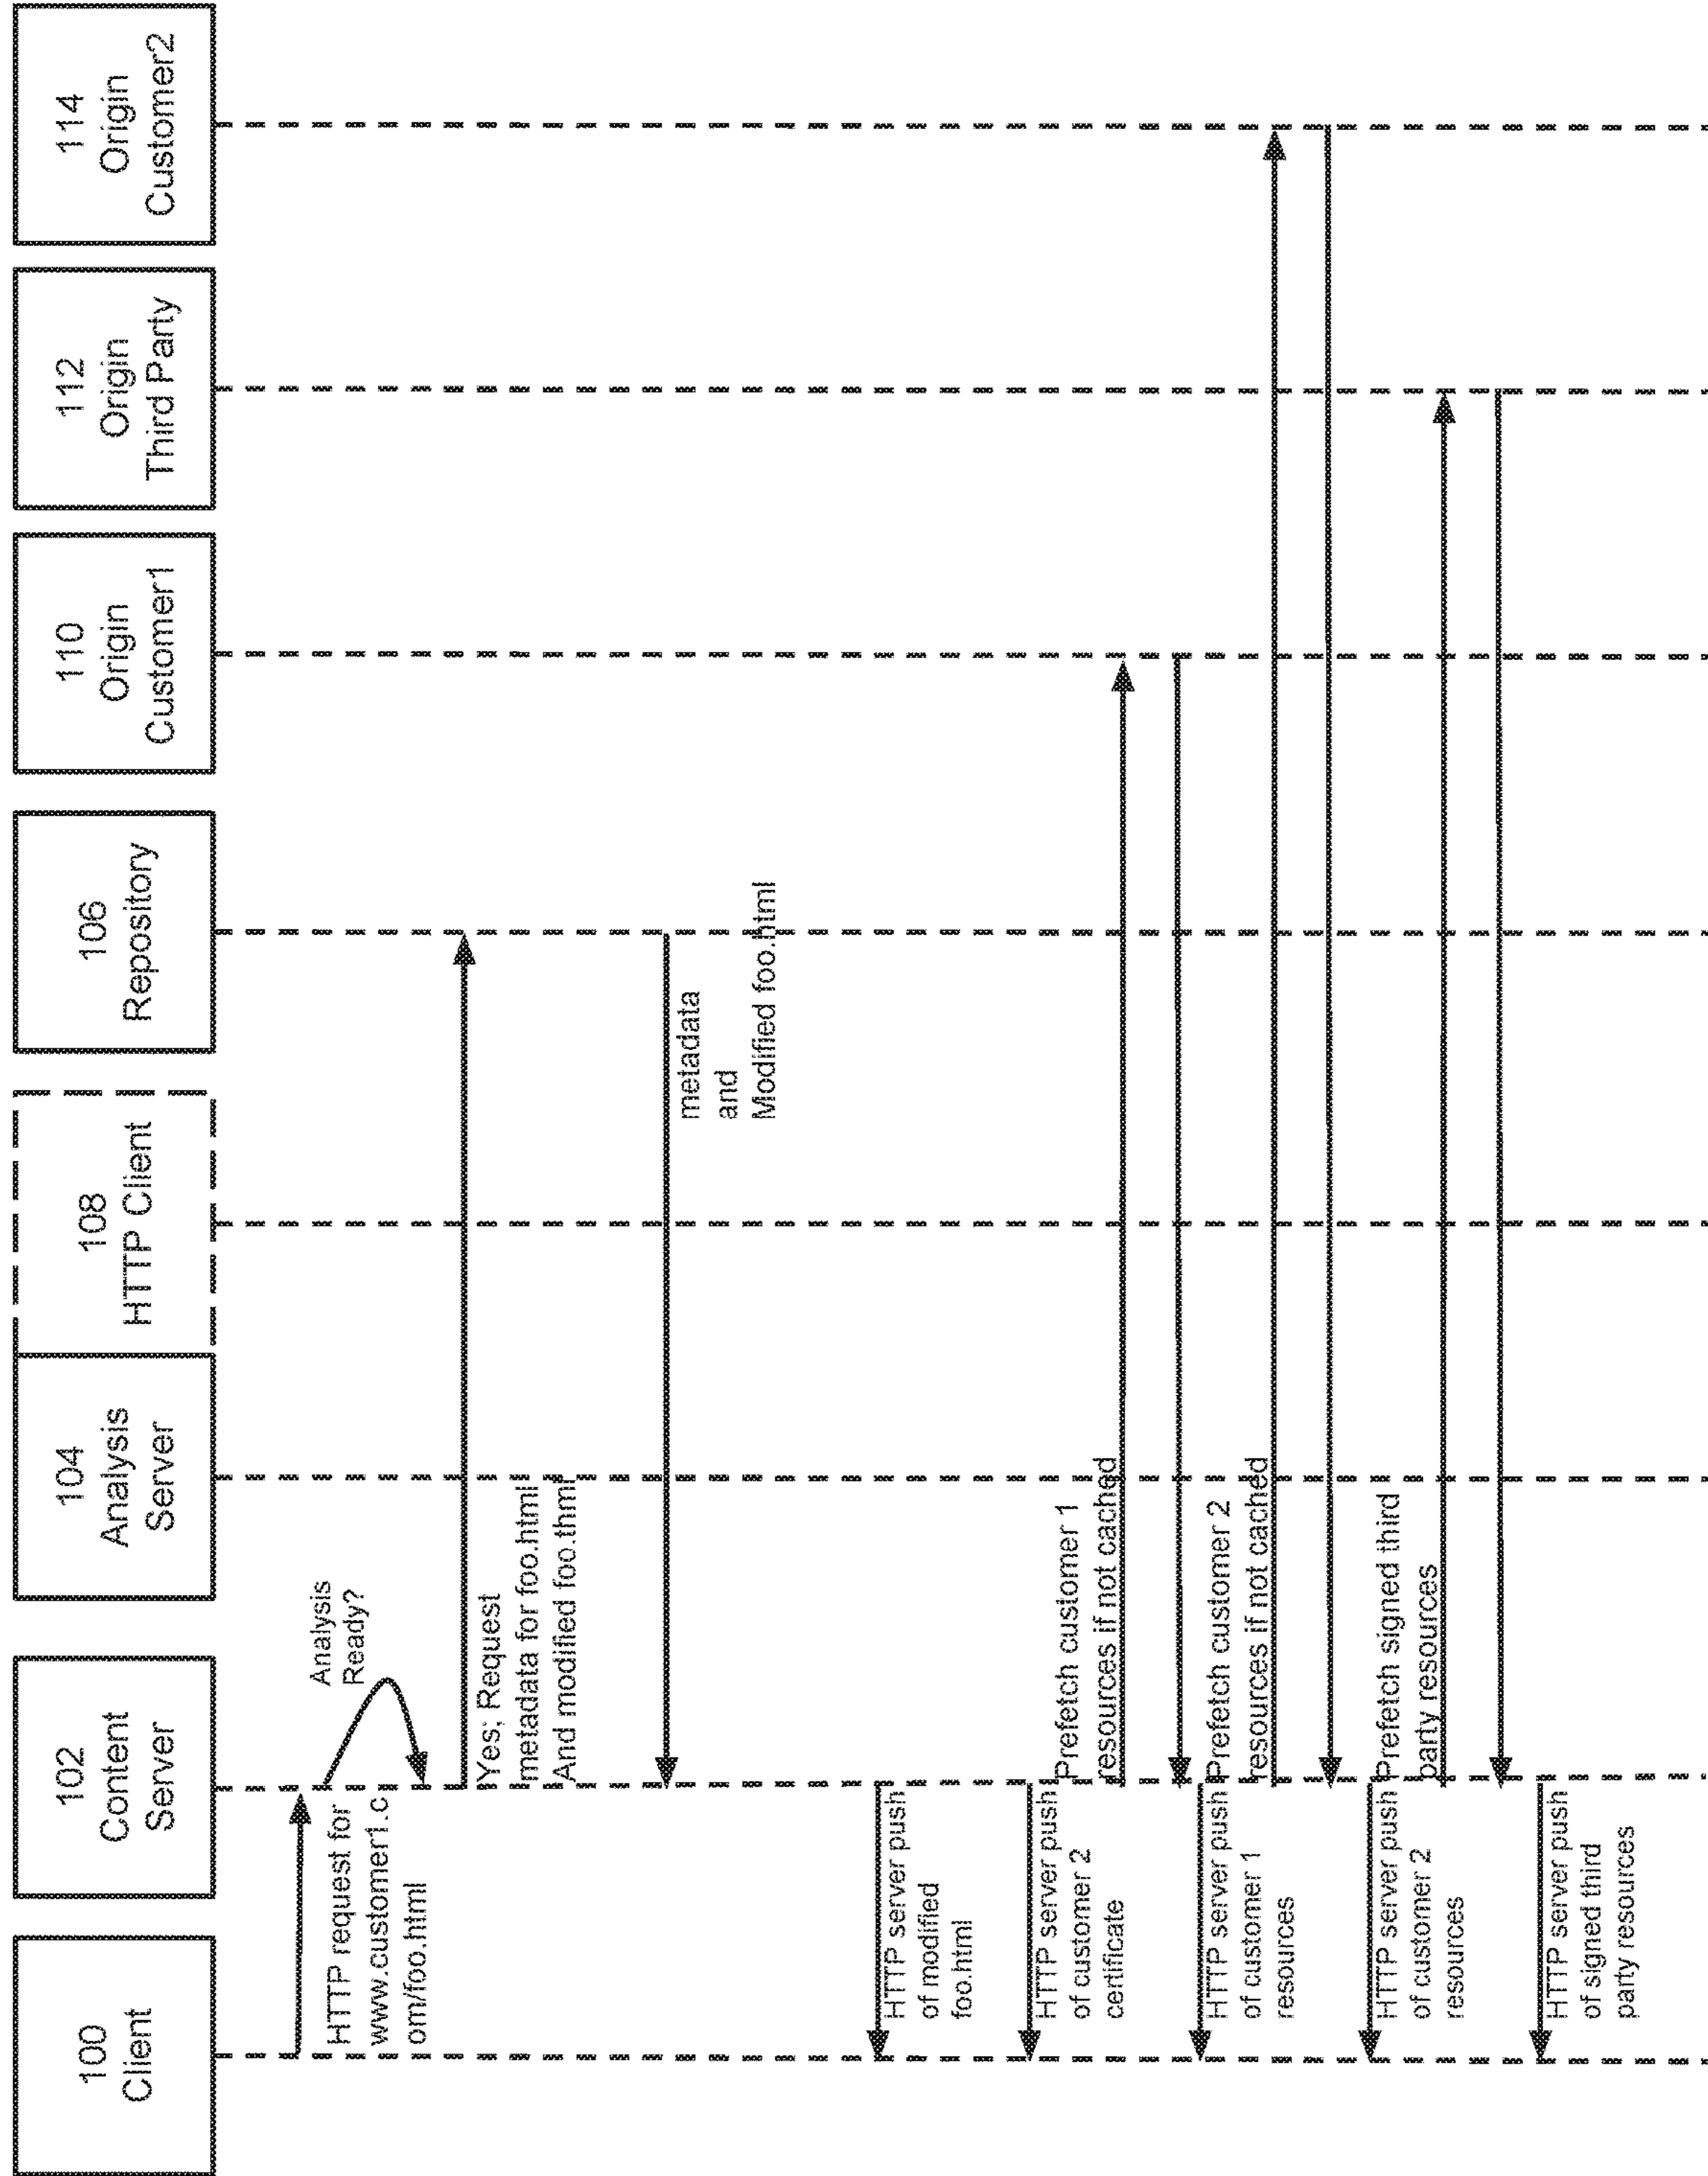 100
Client
102
Content
Server
104
Analysis
Server
108
HTTP Client
106
Repository
110
Origin
Customer1
112
Origin
Third Party
114
Origin
Customer2
HTTP request for
www.customer1.c
om/foo.html
Analysis
Ready?
Yes; Request
metadata for foo.html
And modified foo.thml
metadata
and
Modified foo.html
HTTP server push
of modified
foo.html
HTTP server push
of customer 2
certificate
Prefetch customer 1
resources if not cached
HTTP server push
of customer 1
resources
Prefetch customer 2
resources if not cached
HTTP server push
of customer 2
resources
Prefetch signed third
party resources
HTTP server push
of signed third
party resources